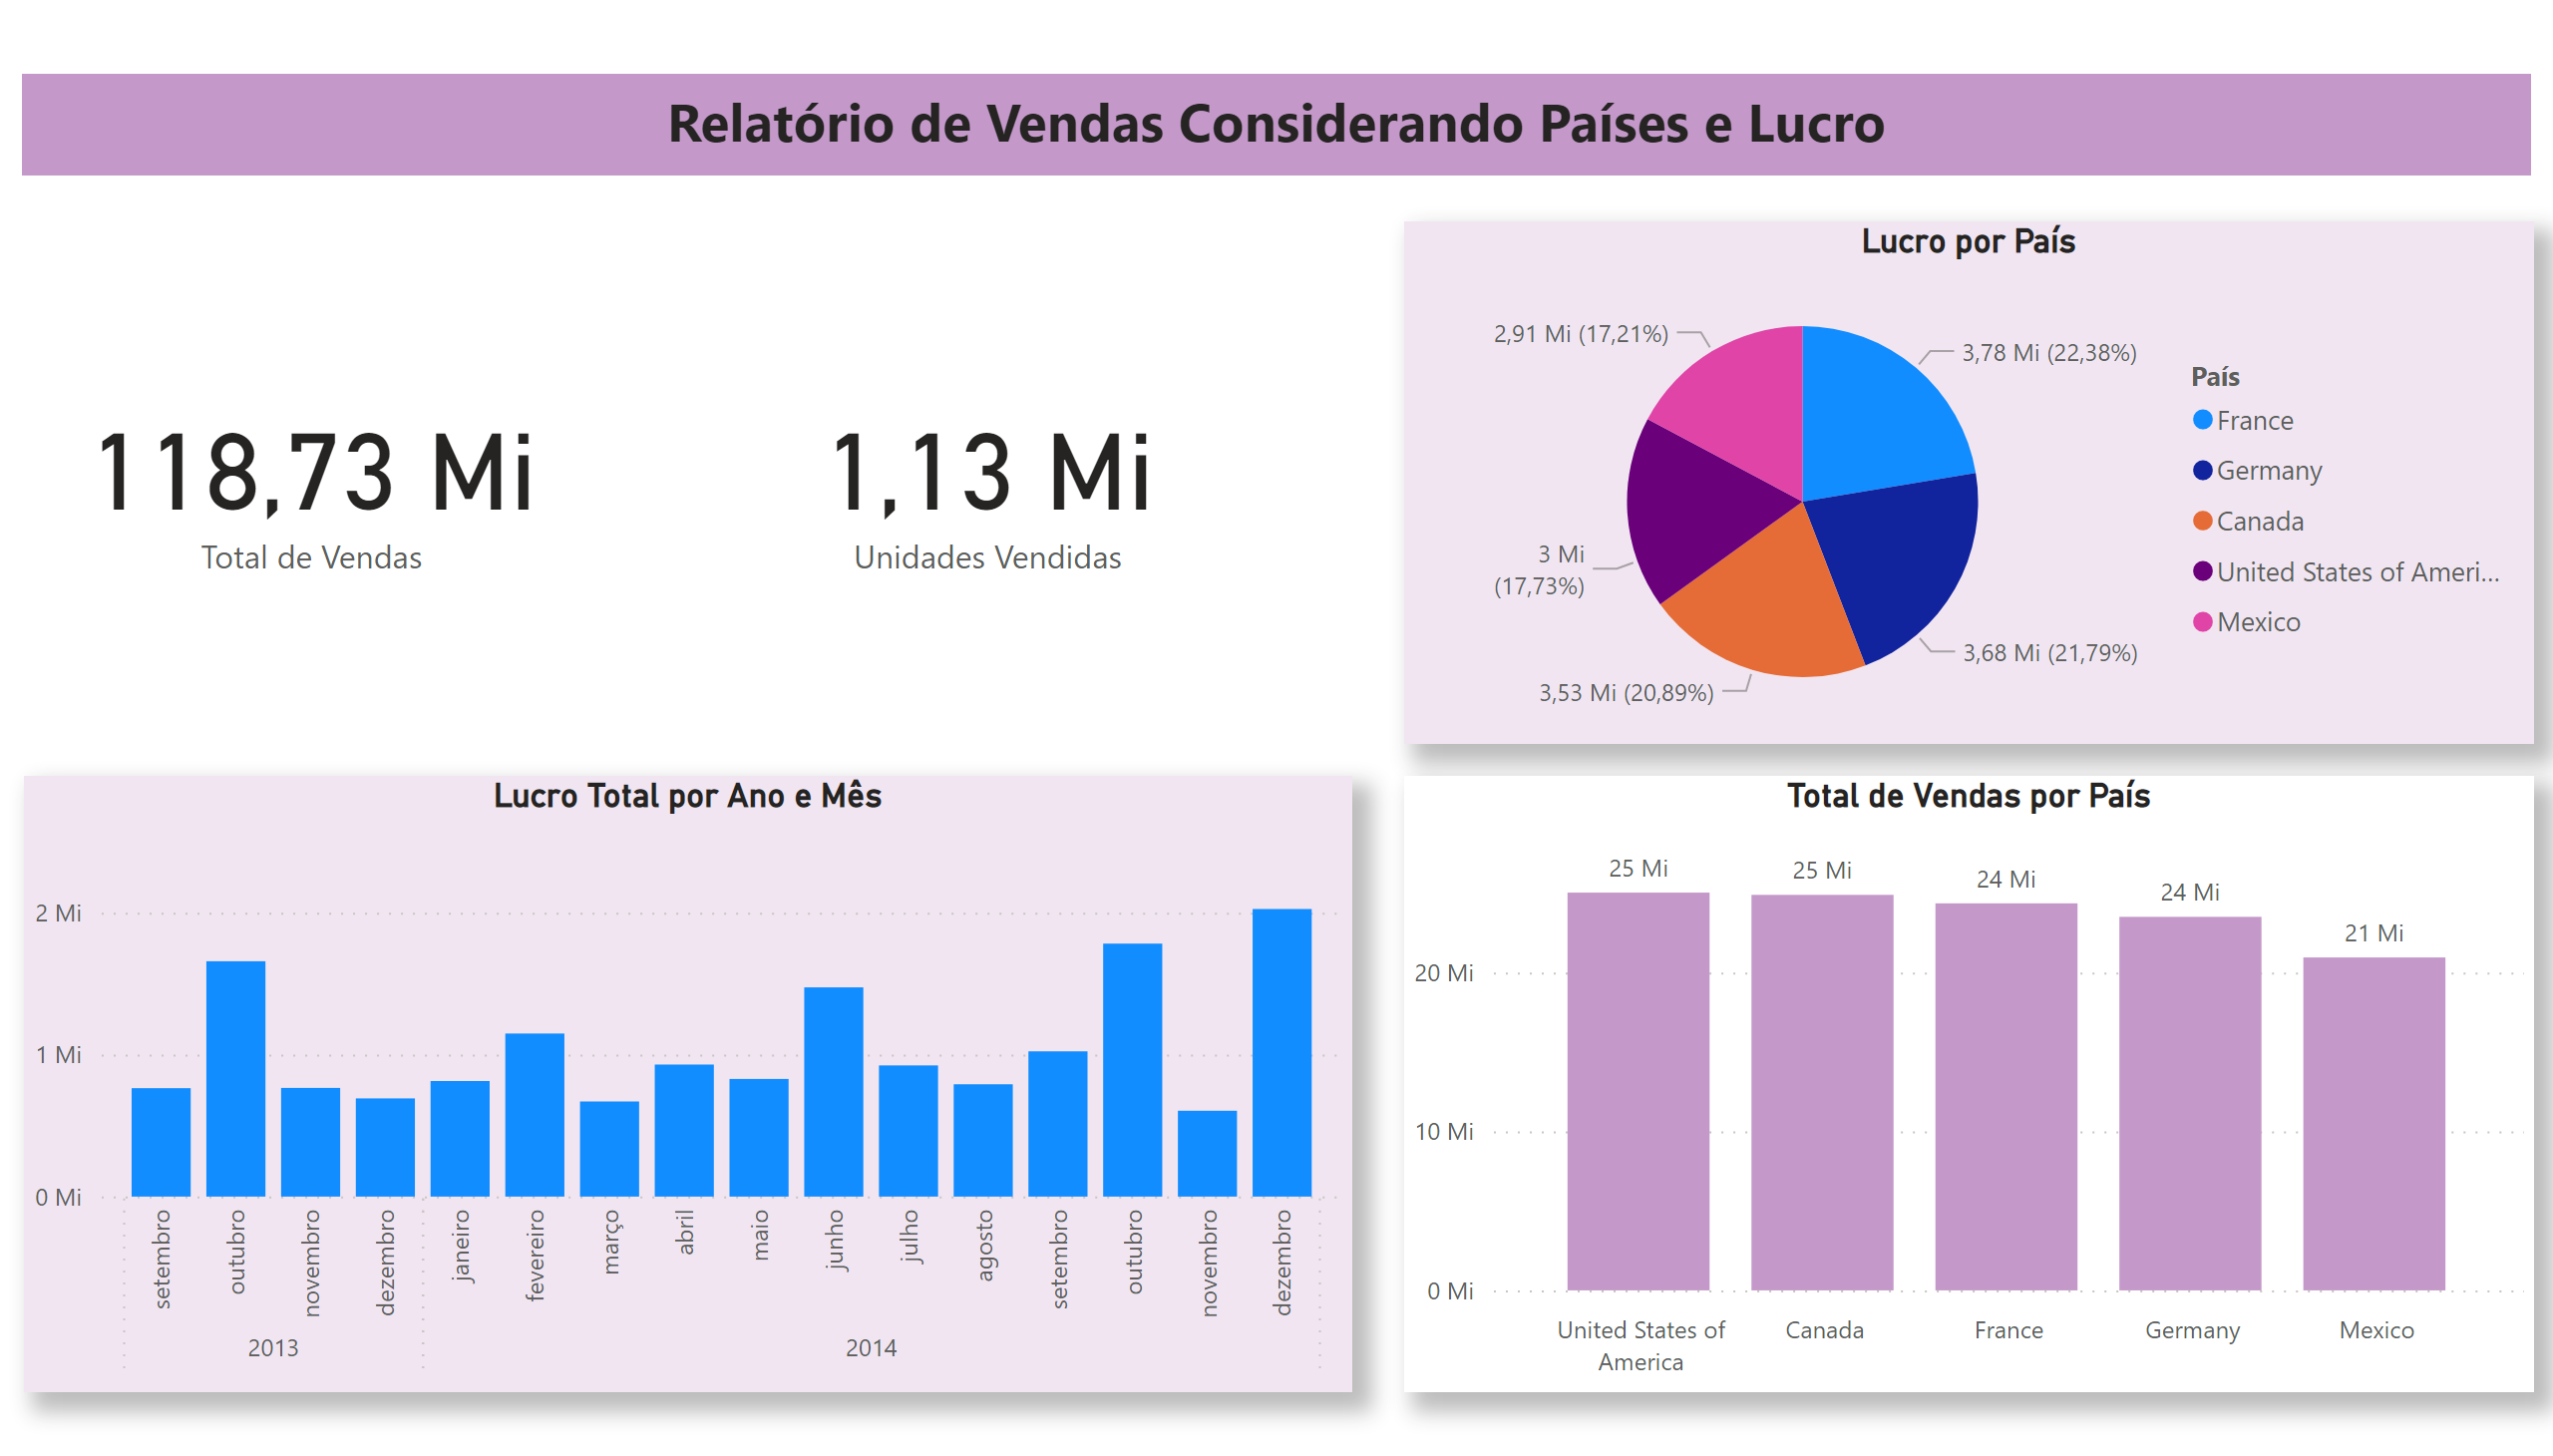 Relatório de Vendas Considerando Países e Lucro
118,73 Mi
Total de Vendas
1,13 Mi
Unidades Vendidas
Lucro por País
2,91 Mi (17,21%)
3,78 Mi (22,38%)
3 Mi
(17,73%)
3,53 Mi (20,89%)
3,68 Mi (21,79%)
País
France
Germany
Canada
United States of Ameri...
Mexico
Lucro Total por Ano e Mês
2 Mi
1 Mi
0 Mi
setembro
outubro
novembro
dezembro
janeiro
fevereiro
março
abril
maio
junho
julho
agosto
setembro
outubro
novembro
dezembro
2013
2014
Total de Vendas por País
25 Mi
25 Mi
24 Mi
24 Mi
21 Mi
20 Mi
10 Mi
0 Mi
United States of
America
Canada
France
Germany
Mexico